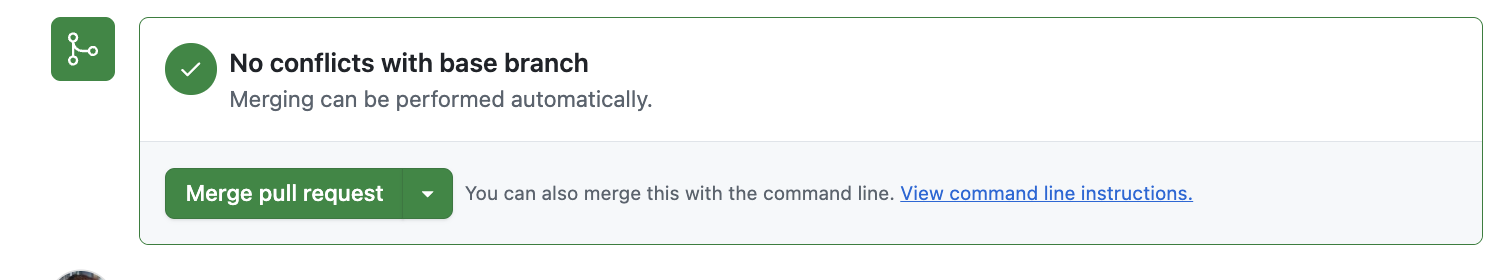 No conflicts with base branch
Merging can be performed automatically.
Merge pull request
You can also merge this with the command line. View command line instructions.